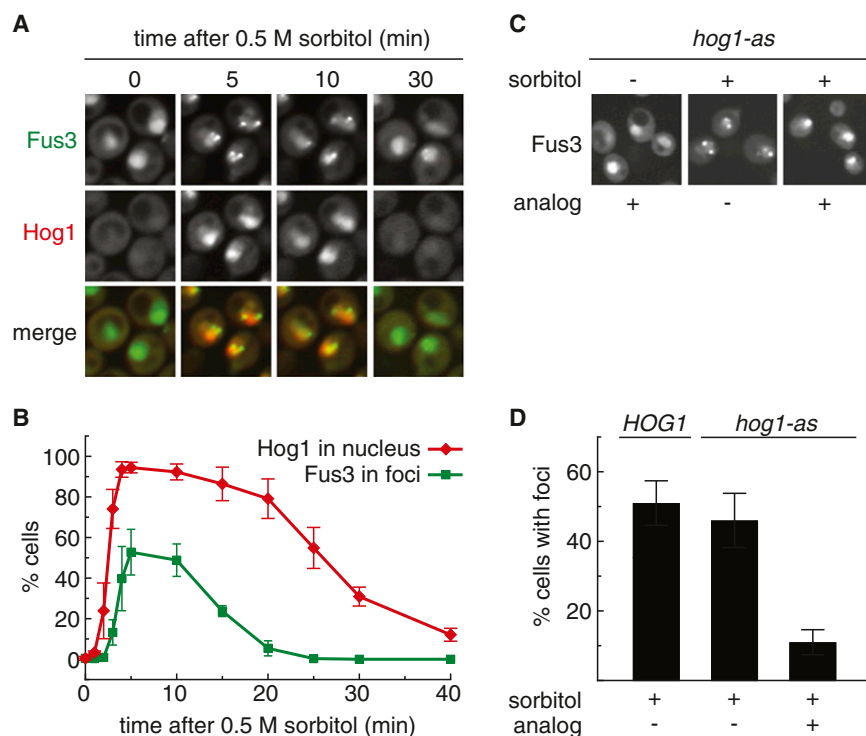 A
time after 0.5 M sorbitol (min)
0 5 10 30
Fus3
Hog1
merge
B
100
80
60
40
20
0
% cells
Hog1 in nucleus
Fus3 in foci
0 10 20 30 40
time after 0.5 M sorbitol (min)
C
hog1-as
sorbitol - + +
Fus3
analog + - +
D
HOG1 hog1-as
60
40
20
% cells with foci
sorbitol + + +
analog - - +